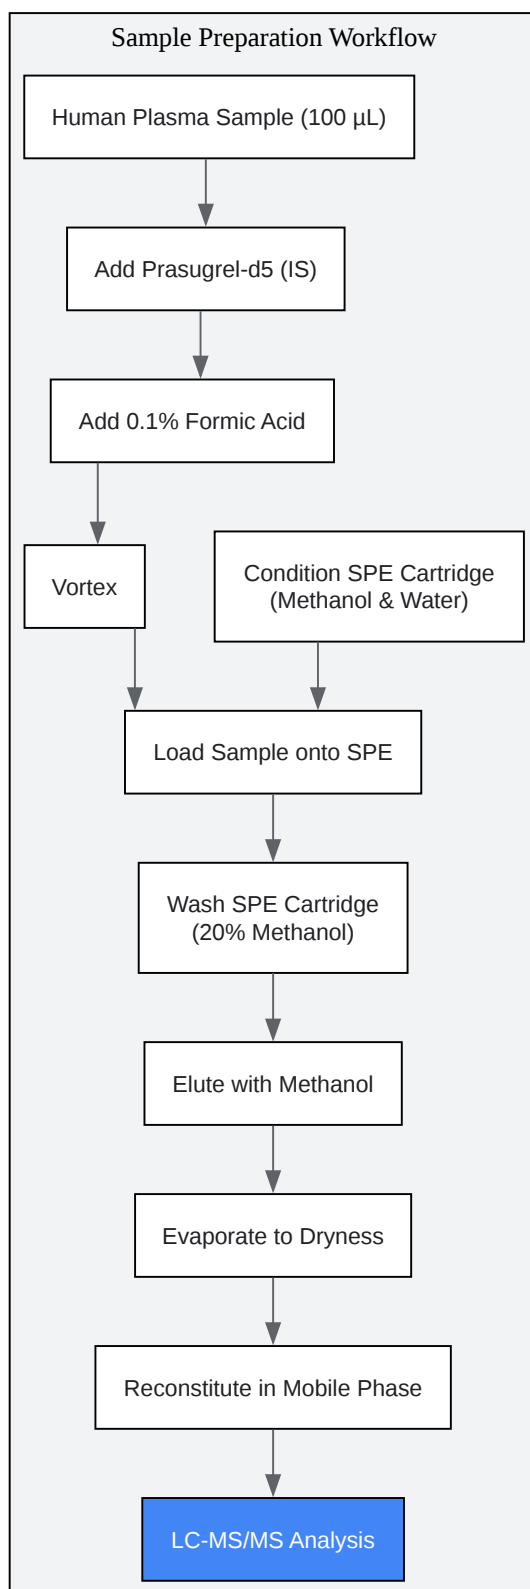 Sample Preparation Workflow
Human Plasma Sample (100 µL)
Add Prasugrel-d5 (IS)
Add 0.1% Formic Acid
Vortex
Condition SPE Cartridge
(Methanol & Water)
Load Sample onto SPE
Wash SPE Cartridge
(20% Methanol)
Elute with Methanol
Evaporate to Dryness
Reconstitute in Mobile Phase
LC-MS/MS Analysis